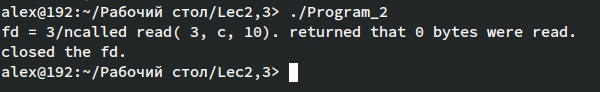 alex@192:~/Рабочий стол/Lec2,3> ./Program_2
fd = 3/ncalled read( 3, c, 10). returned that 0 bytes were read.
closed the fd.
alex@192:~/Рабочий стол/Lec2,3>